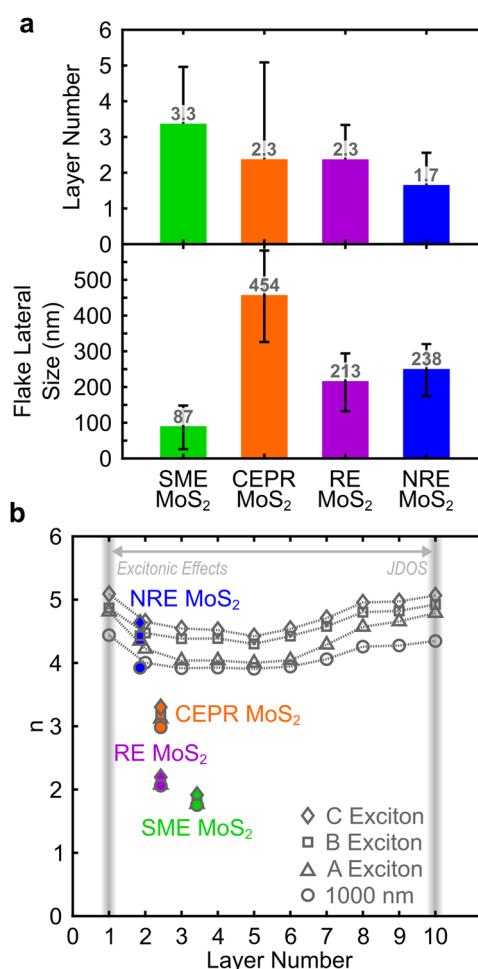 a
6
5
4
3
2
1
0
Layer Number
3.3
2.3
2.3
1.7
500
400
300
200
100
0
Flake Lateral
Size (nm)
87
454
213
238
SME
MoS₂
CEPR
MoS₂
RE
MoS₂
NRE
MoS₂
b
6
5
4
3
2
1
0
n
Excitonic Effects
JDOS
NRE MoS₂
CEPR MoS₂
RE MoS₂
SME MoS₂
C Exciton
B Exciton
A Exciton
1000 nm
0 1 2 3 4 5 6 7 8 9 10
Layer Number